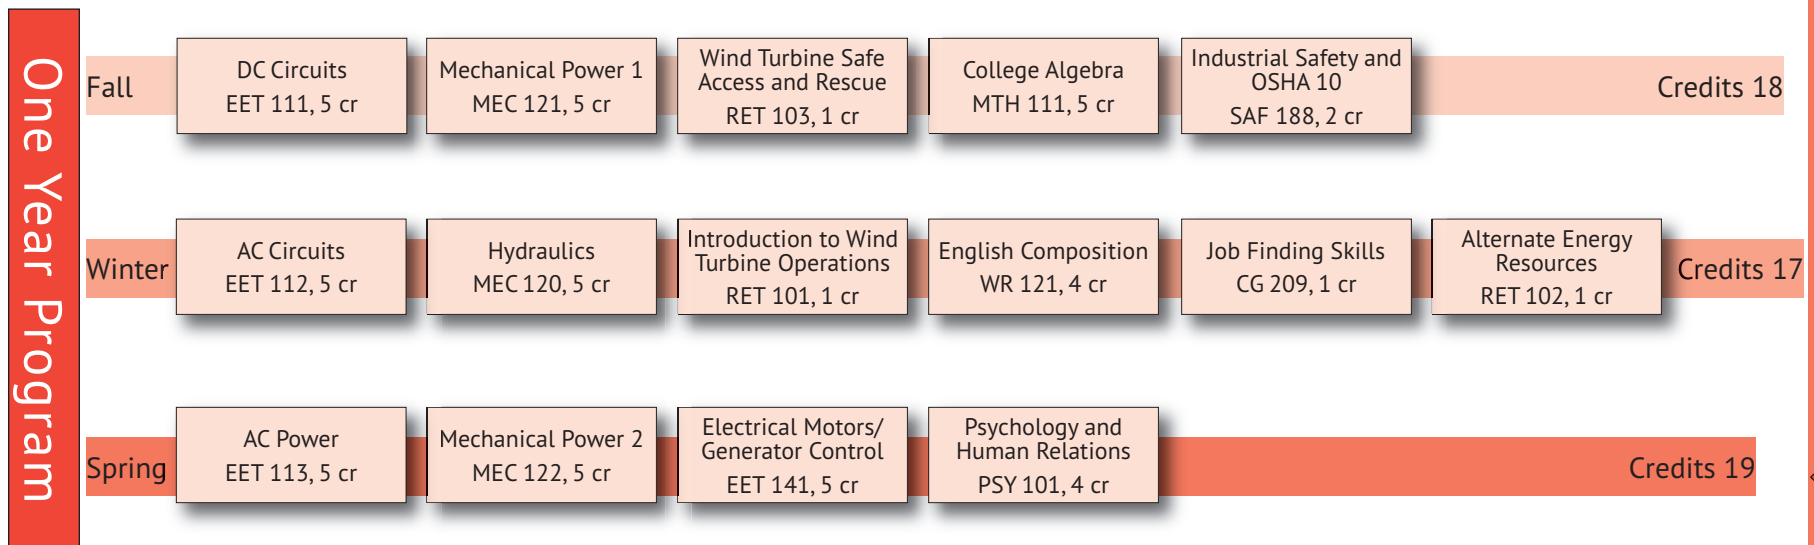 One Year Program
Fall
DC Circuits
EET 111, 5 cr
Mechanical Power 1
MEC 121, 5 cr
Wind Turbine Safe
Access and Rescue
RET 103, 1 cr
College Algebra
MTH 111, 5 cr
Industrial Safety and
OSHA 10
SAF 188, 2 cr
Credits 18
Winter
AC Circuits
EET 112, 5 cr
Hydraulics
MEC 120, 5 cr
Introduction to Wind
Turbine Operations
RET 101, 1 cr
English Composition
WR 121, 4 cr
Job Finding Skills
CG 209, 1 cr
Alternate Energy
Resources
RET 102, 1 cr
Credits 17
Spring
AC Power
EET 113, 5 cr
Mechanical Power 2
MEC 122, 5 cr
Electrical Motors/
Generator Control
EET 141, 5 cr
Psychology and
Human Relations
PSY 101, 4 cr
Credits 19